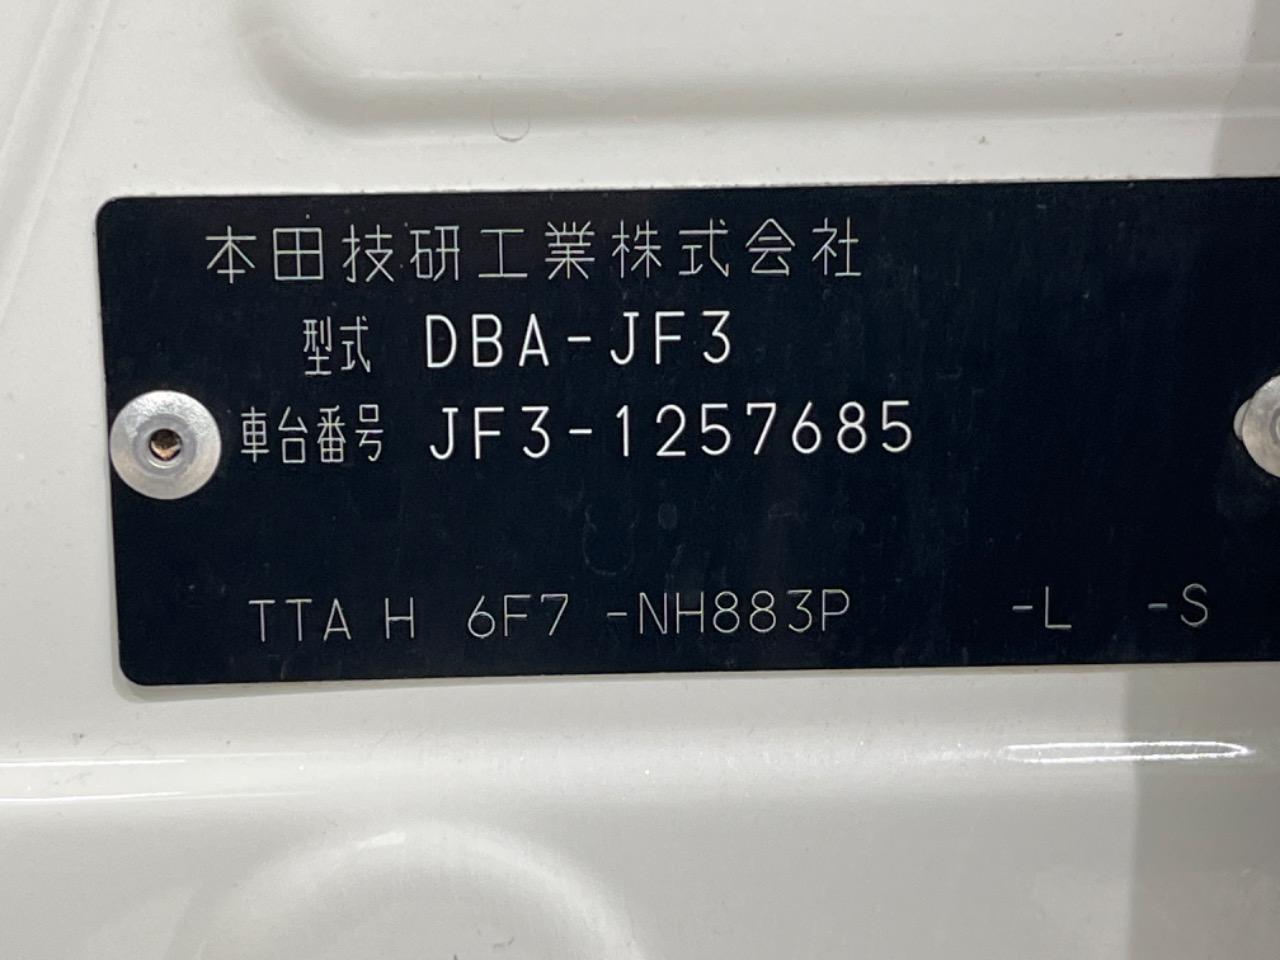 本田技研工業株式会社
型式 DBA-JF3
車台番号 JF3-1257685
TTA H 6F7 -NH883P -L -S